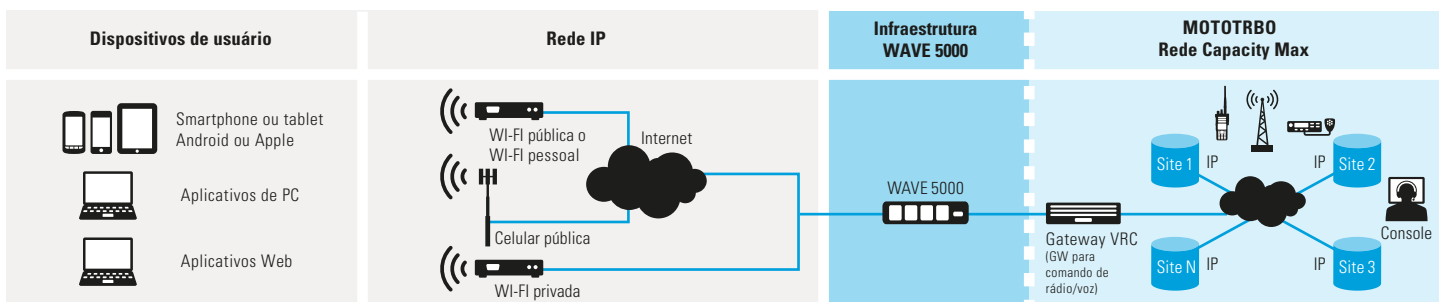 Dispositivos de usuário
Rede IP
Infraestrutura
WAVE 5000
MOTOTRBO
Rede Capacity Max
Smartphone ou tablet
Android ou Apple
Aplicativos de PC
Aplicativos Web
WI-FI pública o
WI-FI pessoal
Internet
Celular pública
WI-FI privada
WAVE 5000
Gateway VRC
(GW para
comando de
rádio/voz)
Site 1
IP
IP
Site 2
Site N
IP
IP
Site 3
Console